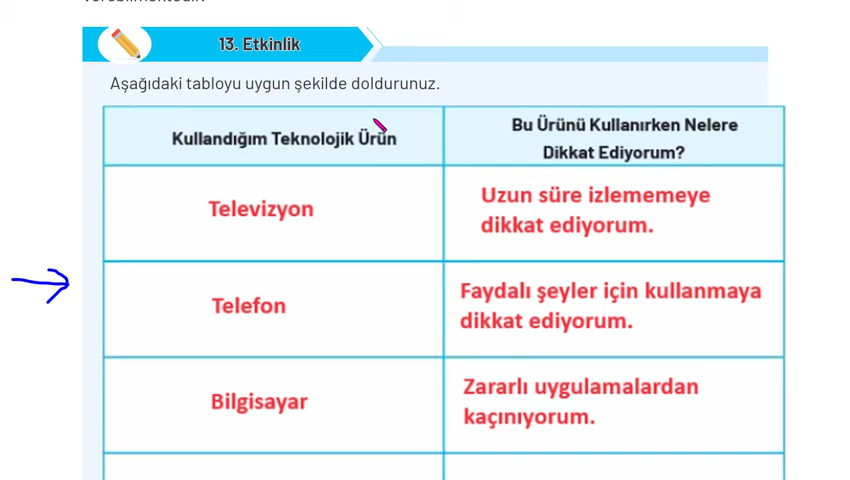 13. Etkinlik
Aşağıdaki tabloyu uygun şekilde doldurunuz.
Kullandığım Teknolojik Ürün
Bu Ürünü Kullanırken Nelere
Dikkat Ediyorum?
Televizyon
Uzun süre izlememeye
dikkat ediyorum.
Telefon
Faydalı şeyler için kullanmaya
dikkat ediyorum.
Bilgisayar
Zararlı uygulamalardan
kaçınıyorum.